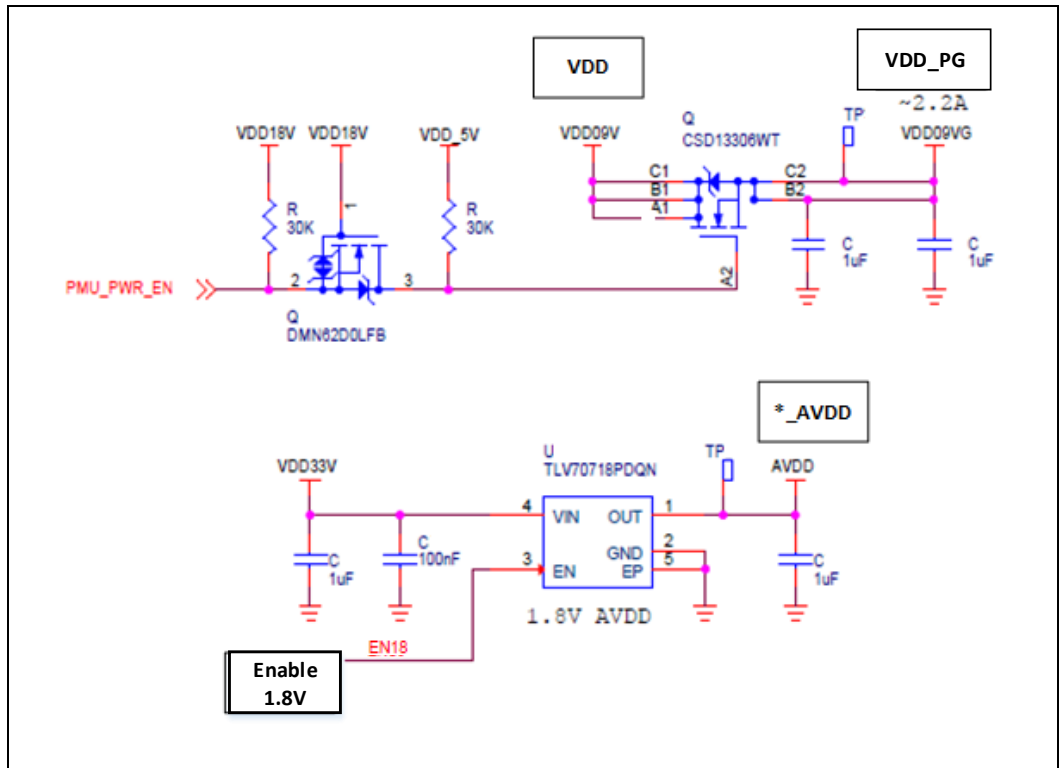 VDD
VDD_PG
~2.2A
VDD18V
VDD18V
VDD_5V
VDD09V
Q
CSD13306WT
TP
VDD09VG
C1
B1
A1
C2
B2
R
30K
1
R
30K
C
1uF
C
1uF
A2
PMU_PWR_EN
2
3
Q
DMN62D0LFB
*_AVDD
VDD33V
U
TLV70718PDQN
TP
AVDD
4
VIN
OUT
1
GND
2
3
EN
EP
5
C
1uF
C
100nF
C
1uF
1.8V AVDD
EN18
Enable
1.8V